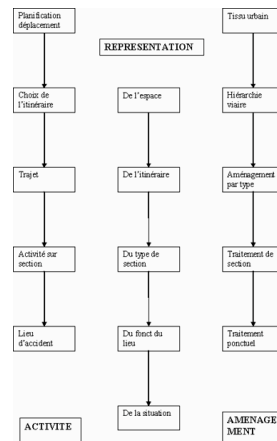 Planification
déplacement
Tissu urbain
REPRESENTATION
Choix de
l'itinéraire
De l'espace
Hiérarchie
viaire
Trajet
De l'itinéraire
Aménagement
par type
Activité sur
section
Du type de
section
Traitement de
section
Lieu
d'accident
Du fonct du
lieu
Traitement
ponctuel
De la situation
ACTIVITE
AMENAGE
MENT